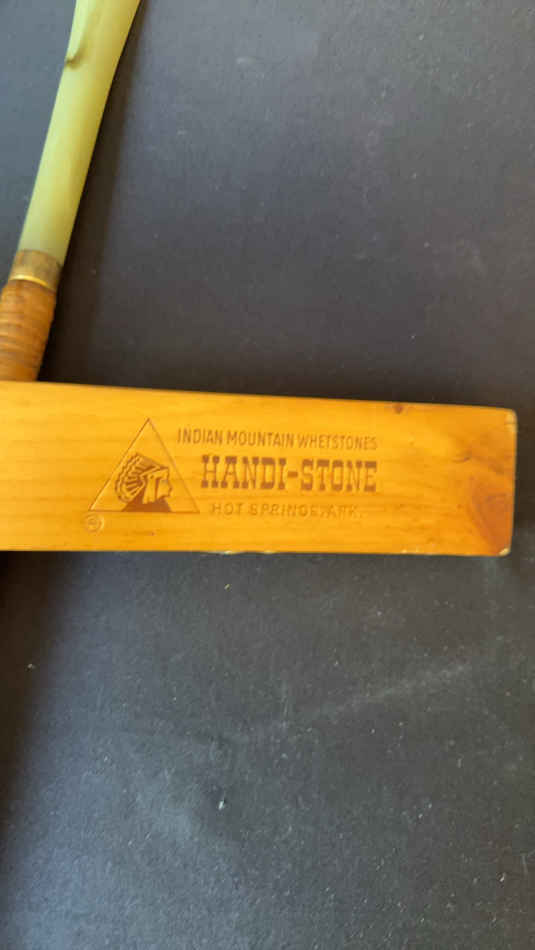 INDIAN MOUNTAIN WHETSTONES
HANDI-STONE
HOT SPRINGS, ARK.
©